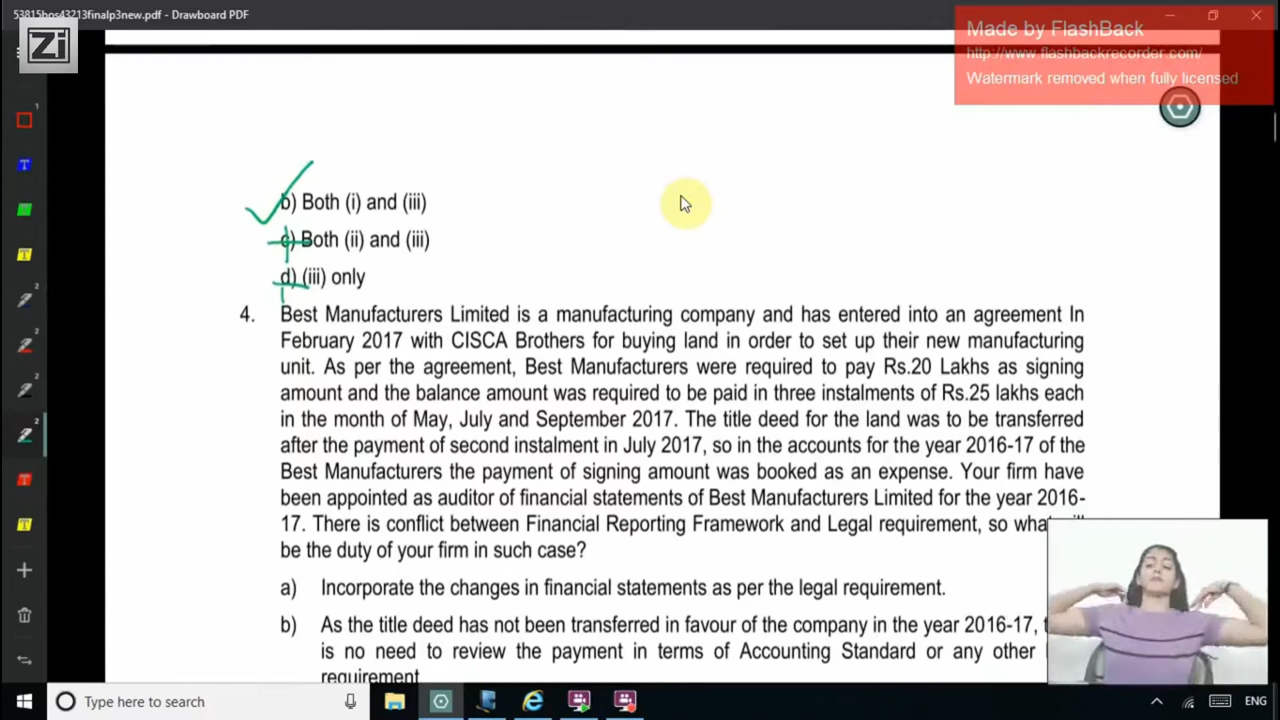 53815bos43213finalp3new.pdf - Drawboard PDF
Zi
Made by FlashBack
http://www.flashbackrecorder.com/
Watermark removed when fully licensed
b) Both (i) and (iii)
c) Both (ii) and (iii)
d) (iii) only
4. Best Manufacturers Limited is a manufacturing company and has entered into an agreement In
February 2017 with CISCA Brothers for buying land in order to set up their new manufacturing
unit. As per the agreement, Best Manufacturers were required to pay Rs.20 Lakhs as signing
amount and the balance amount was required to be paid in three instalments of Rs.25 lakhs each
in the month of May, July and September 2017. The title deed for the land was to be transferred
after the payment of second instalment in July 2017, so in the accounts for the year 2016-17 of the
Best Manufacturers the payment of signing amount was booked as an expense. Your firm have
been appointed as auditor of financial statements of Best Manufacturers Limited for the year 2016-
17. There is conflict between Financial Reporting Framework and Legal requirement, so what
be the duty of your firm in such case?
a) Incorporate the changes in financial statements as per the legal requirement.
b) As the title deed has not been transferred in favour of the company in the year 2016-17,
is no need to review the payment in terms of Accounting Standard or any other
requirement
Type here to search
ENG